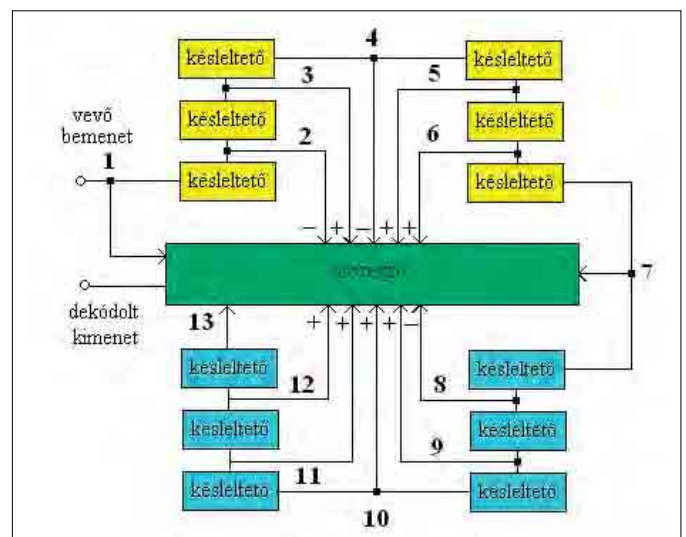 4
késleltető
késleltető
3
5
vevő
bemenet
késleltető
késleltető
2
6
1
késleltető
késleltető
− + − + +
7
dekódolt
kimenet
13
+ + + + −
késleltető
késleltető
12
8
késleltető
késleltető
11
9
késleltető
késleltető
10